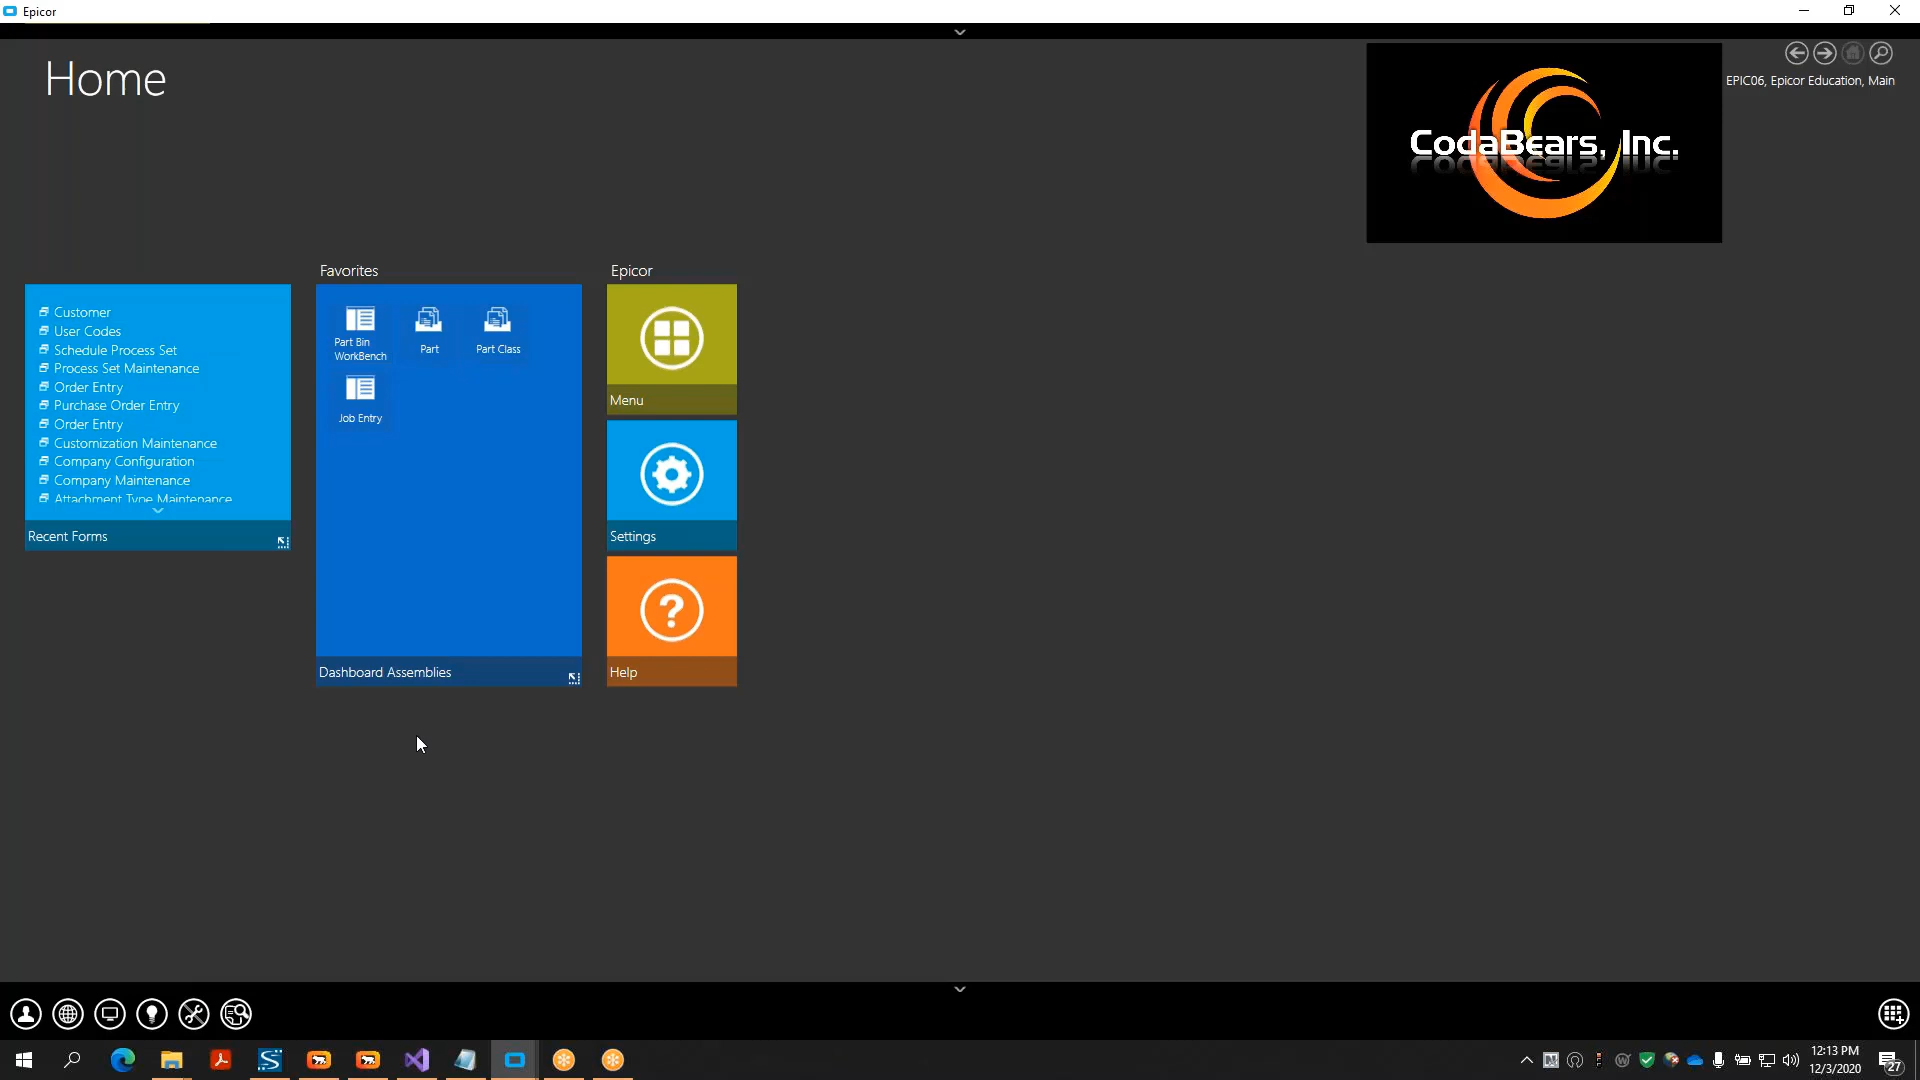 Epicor
Home
CodaBears, Inc.
EPIC06, Epicor Education, Main
Customer
User Codes
Schedule Process Set
Process Set Maintenance
Order Entry
Purchase Order Entry
Order Entry
Customization Maintenance
Company Configuration
Company Maintenance
Attachment Type Maintenance
Recent Forms
Favorites
Part Bin
WorkBench
Part
Part Class
Job Entry
Dashboard Assemblies
Epicor
Menu
Settings
?
Help
12:13 PM
12/3/2020
27